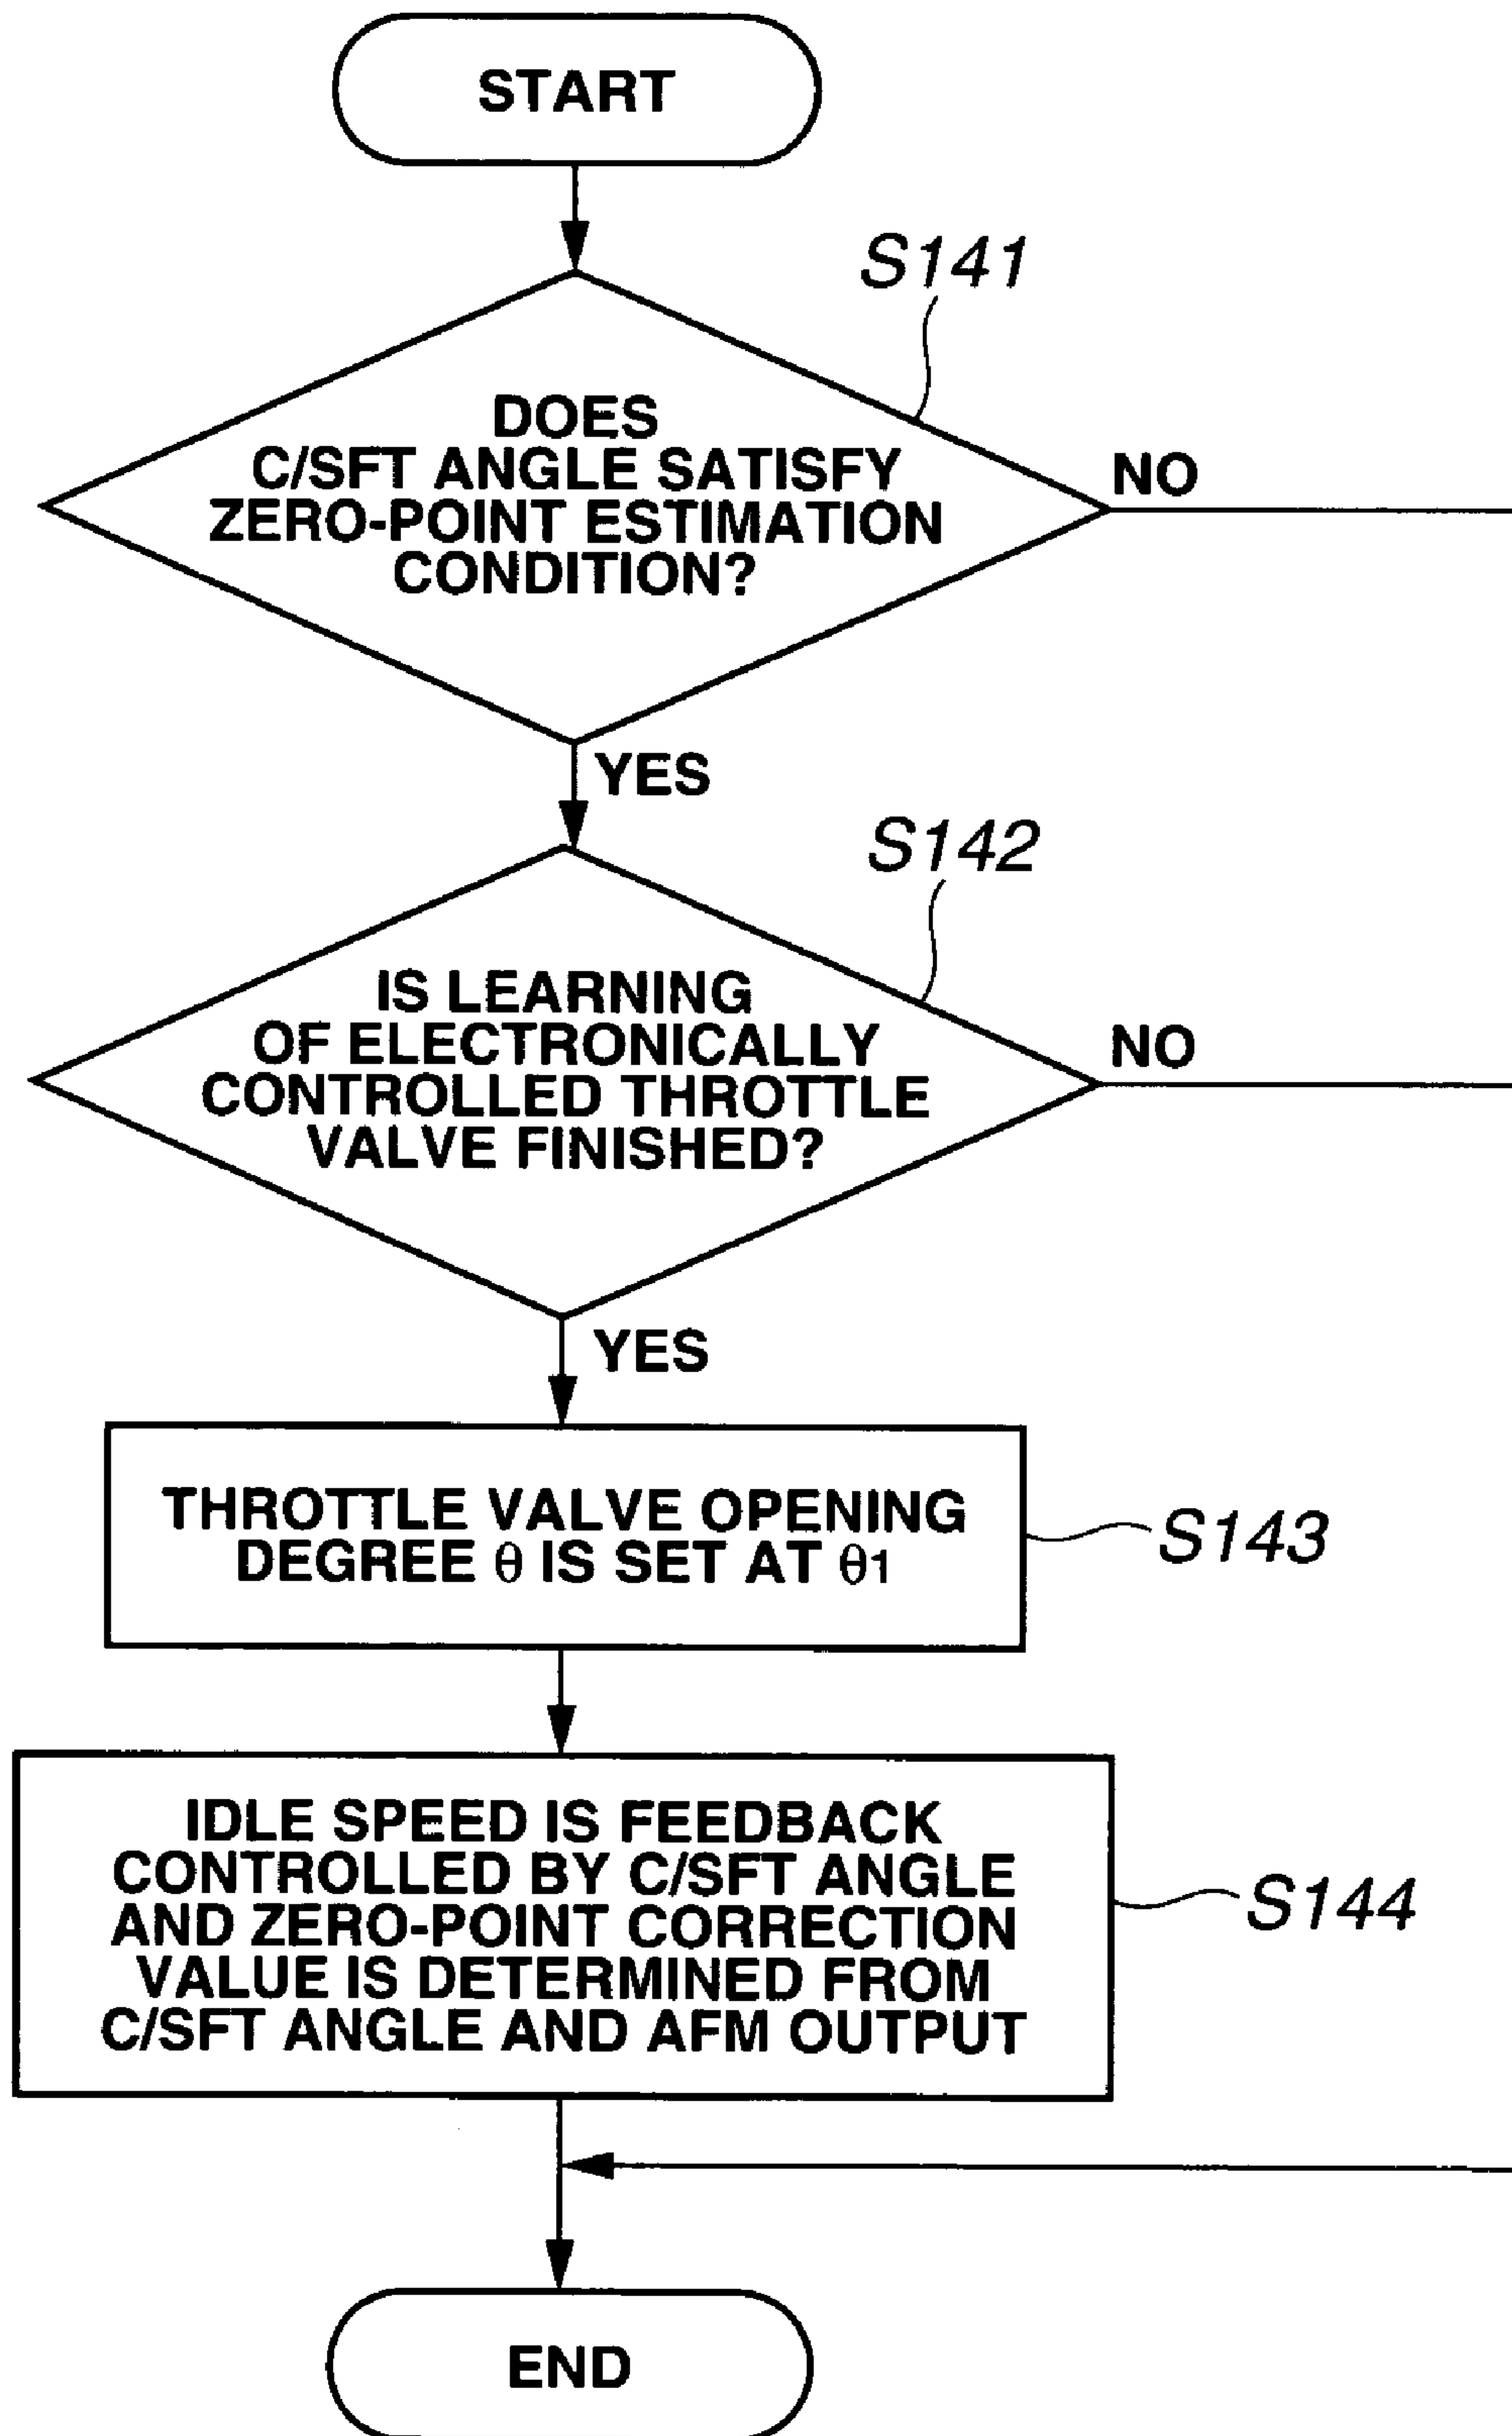 START
S141
DOES
C/SFT ANGLE SATISFY
ZERO-POINT ESTIMATION
CONDITION?
NO
YES
S142
IS LEARNING
OF ELECTRONICALLY
CONTROLLED THROTTLE
VALVE FINISHED?
NO
YES
THROTTLE VALVE OPENING
DEGREE θ IS SET AT θ1
S143
IDLE SPEED IS FEEDBACK
CONTROLLED BY C/SFT ANGLE
AND ZERO-POINT CORRECTION
VALUE IS DETERMINED FROM
C/SFT ANGLE AND AFM OUTPUT
S144
END